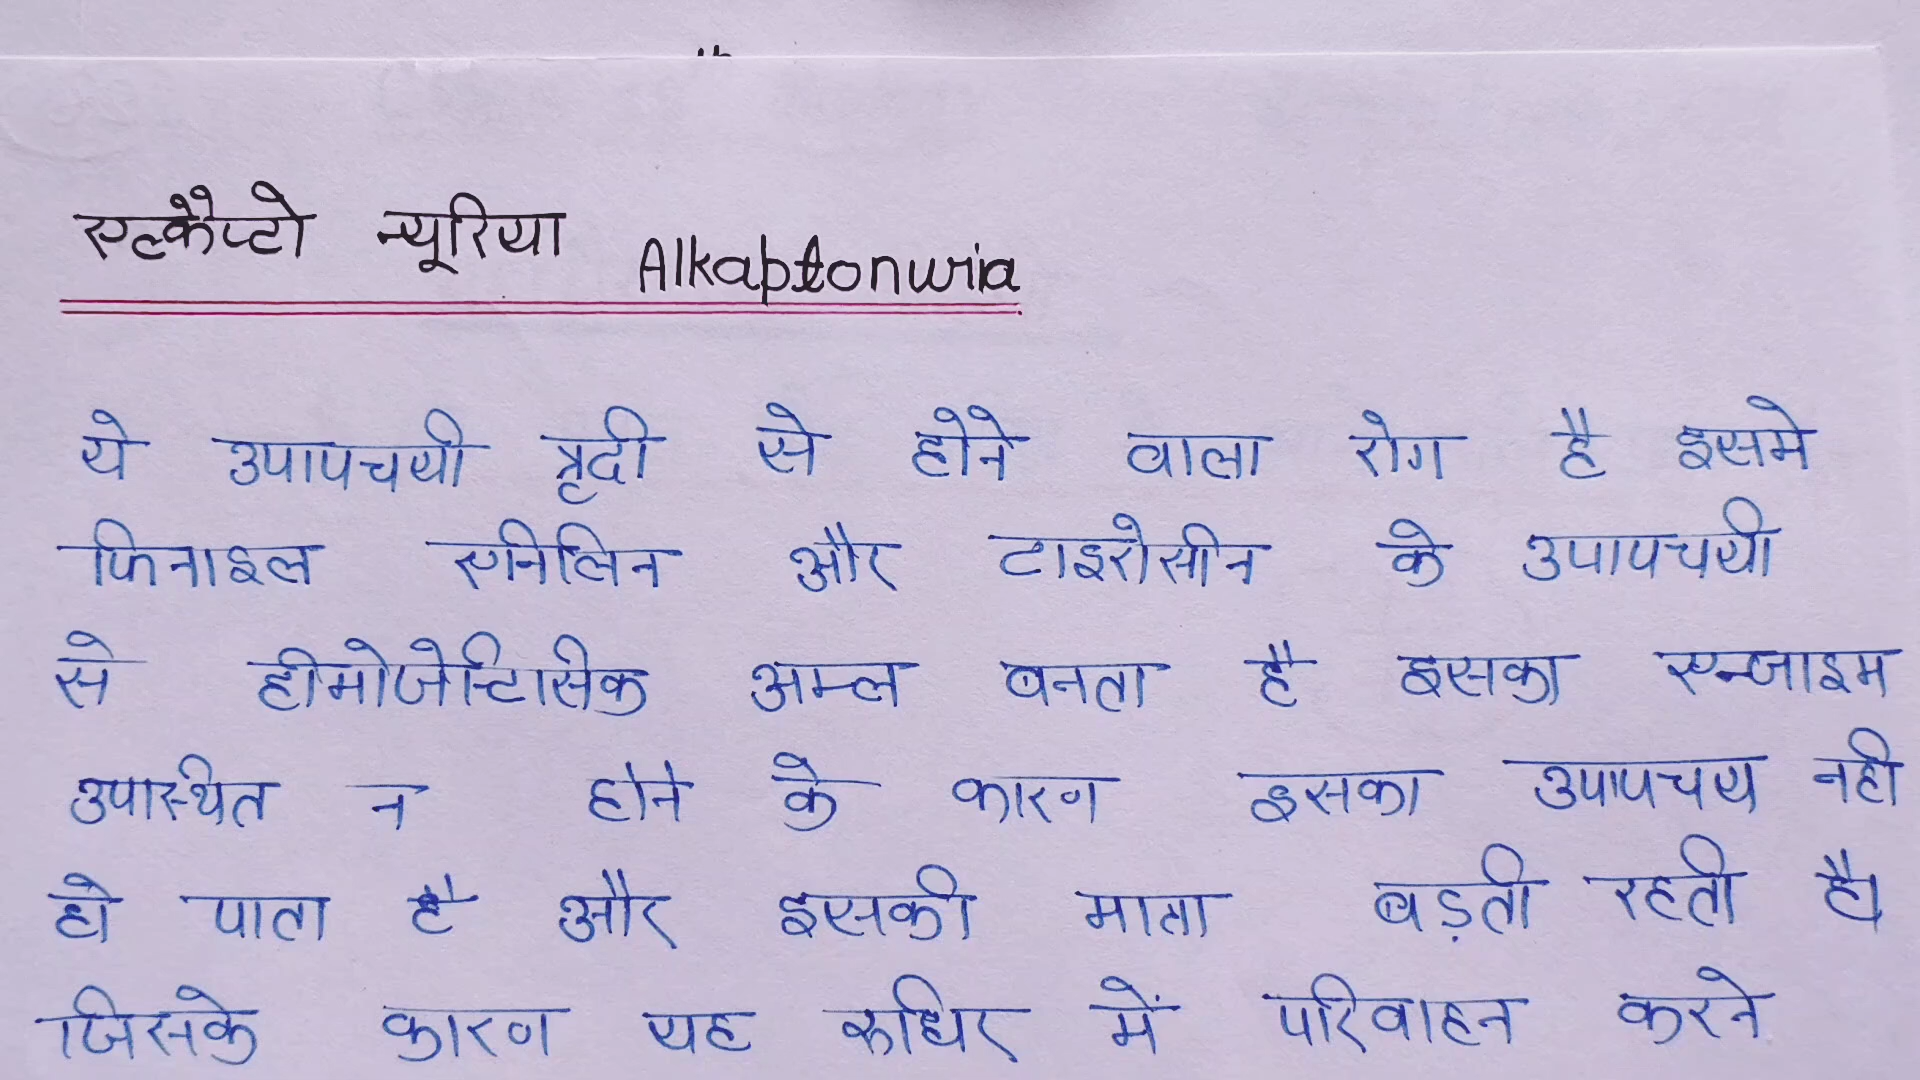 एल्कैप्टो न्यूरिया Alkaptonuria
ये उपापचयी त्रृदी से होने वाला रोग है इसमे
फिनाइल एनिलिन और टाइरोसीन के उपापचयी
से होमोजेन्टिसिक अम्ल बनता है इसका एन्जाइम
उपास्थित न होने के कारण इसका उपापचय नही
हो पाता है और इसकी माता बड़ती रहती है।
जिसके कारण यह रूधिर में परिवाहन करने